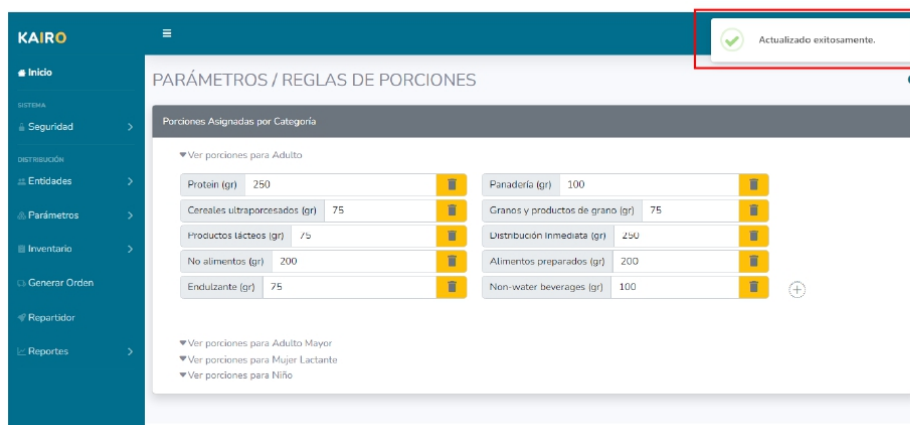 KAIRO
Actualizado exitosamente.
Inicio
PARÁMETROS / REGLAS DE PORCIONES
SISTEMA
Seguridad
Porciones Asignadas por Categoría
DISTRIBUCIÓN
Ver porciones para Adulto
Entidades
Protein (gr) 250
Panadería (gr) 100
Parámetros
Cereales ultraporcesados (gr) 75
Granos y productos de grano (gr) 75
Productos lácteos (gr) 75
Distribución Inmediata (gr) 250
Inventario
No alimentos (gr) 200
Alimentos preparados (gr) 200
Generar Orden
Endulzante (gr) 75
Non-water beverages (gr) 100
Repartidor
Ver porciones para Adulto Mayor
Reportes
Ver porciones para Mujer Lactante
Ver porciones para Niño